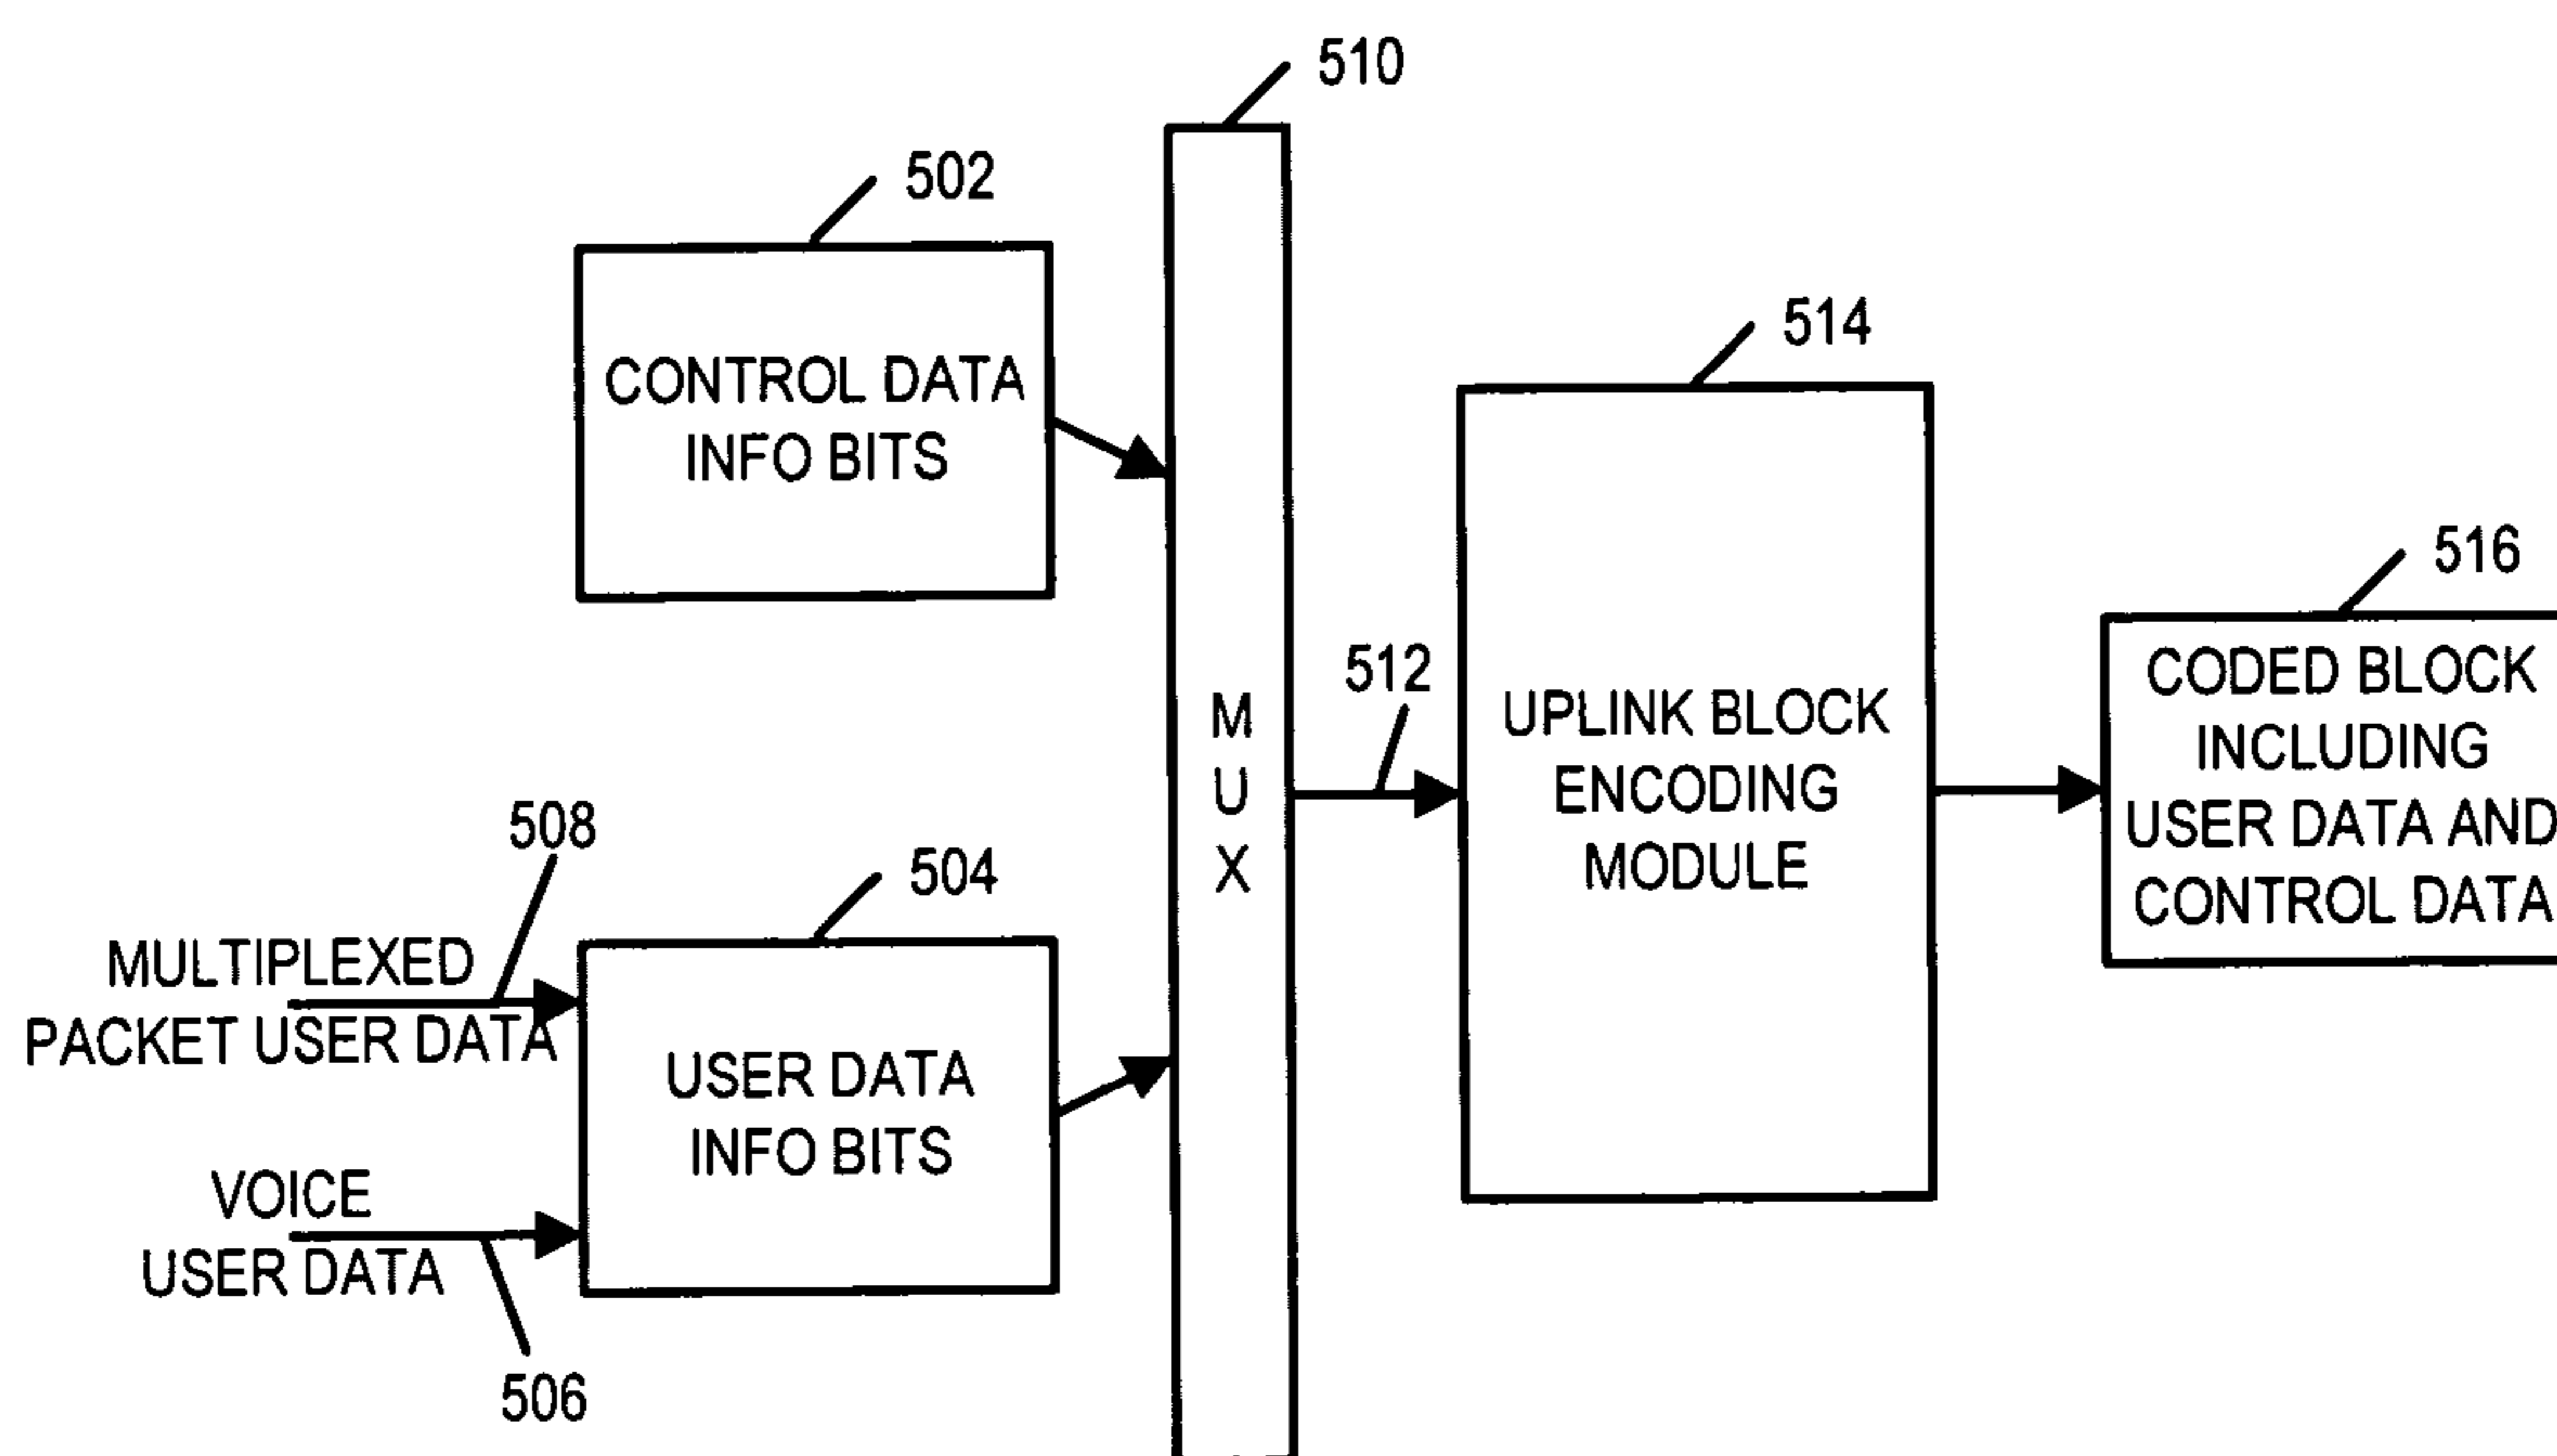 510
502
CONTROL DATA
INFO BITS
514
UPLINK BLOCK
ENCODING
MODULE
516
CODED BLOCK
INCLUDING
USER DATA AND
CONTROL DATA
512
M
U
X
508
504
MULTIPLEXED
PACKET USER DATA
USER DATA
INFO BITS
VOICE
USER DATA
506